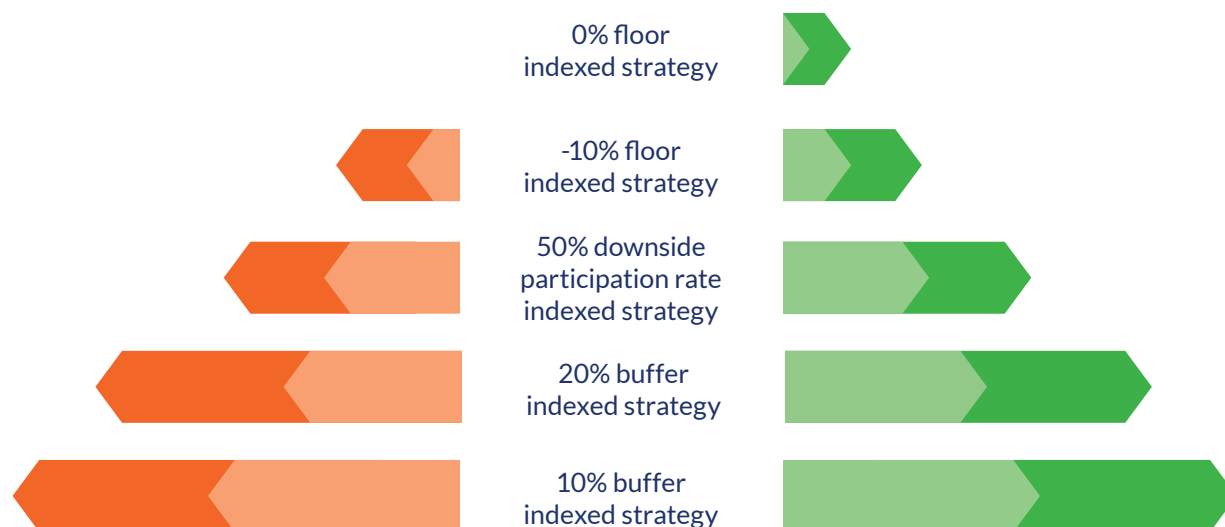 0% floor
indexed strategy
-10% floor
indexed strategy
50% downside
participation rate
indexed strategy
20% buffer
indexed strategy
10% buffer
indexed strategy